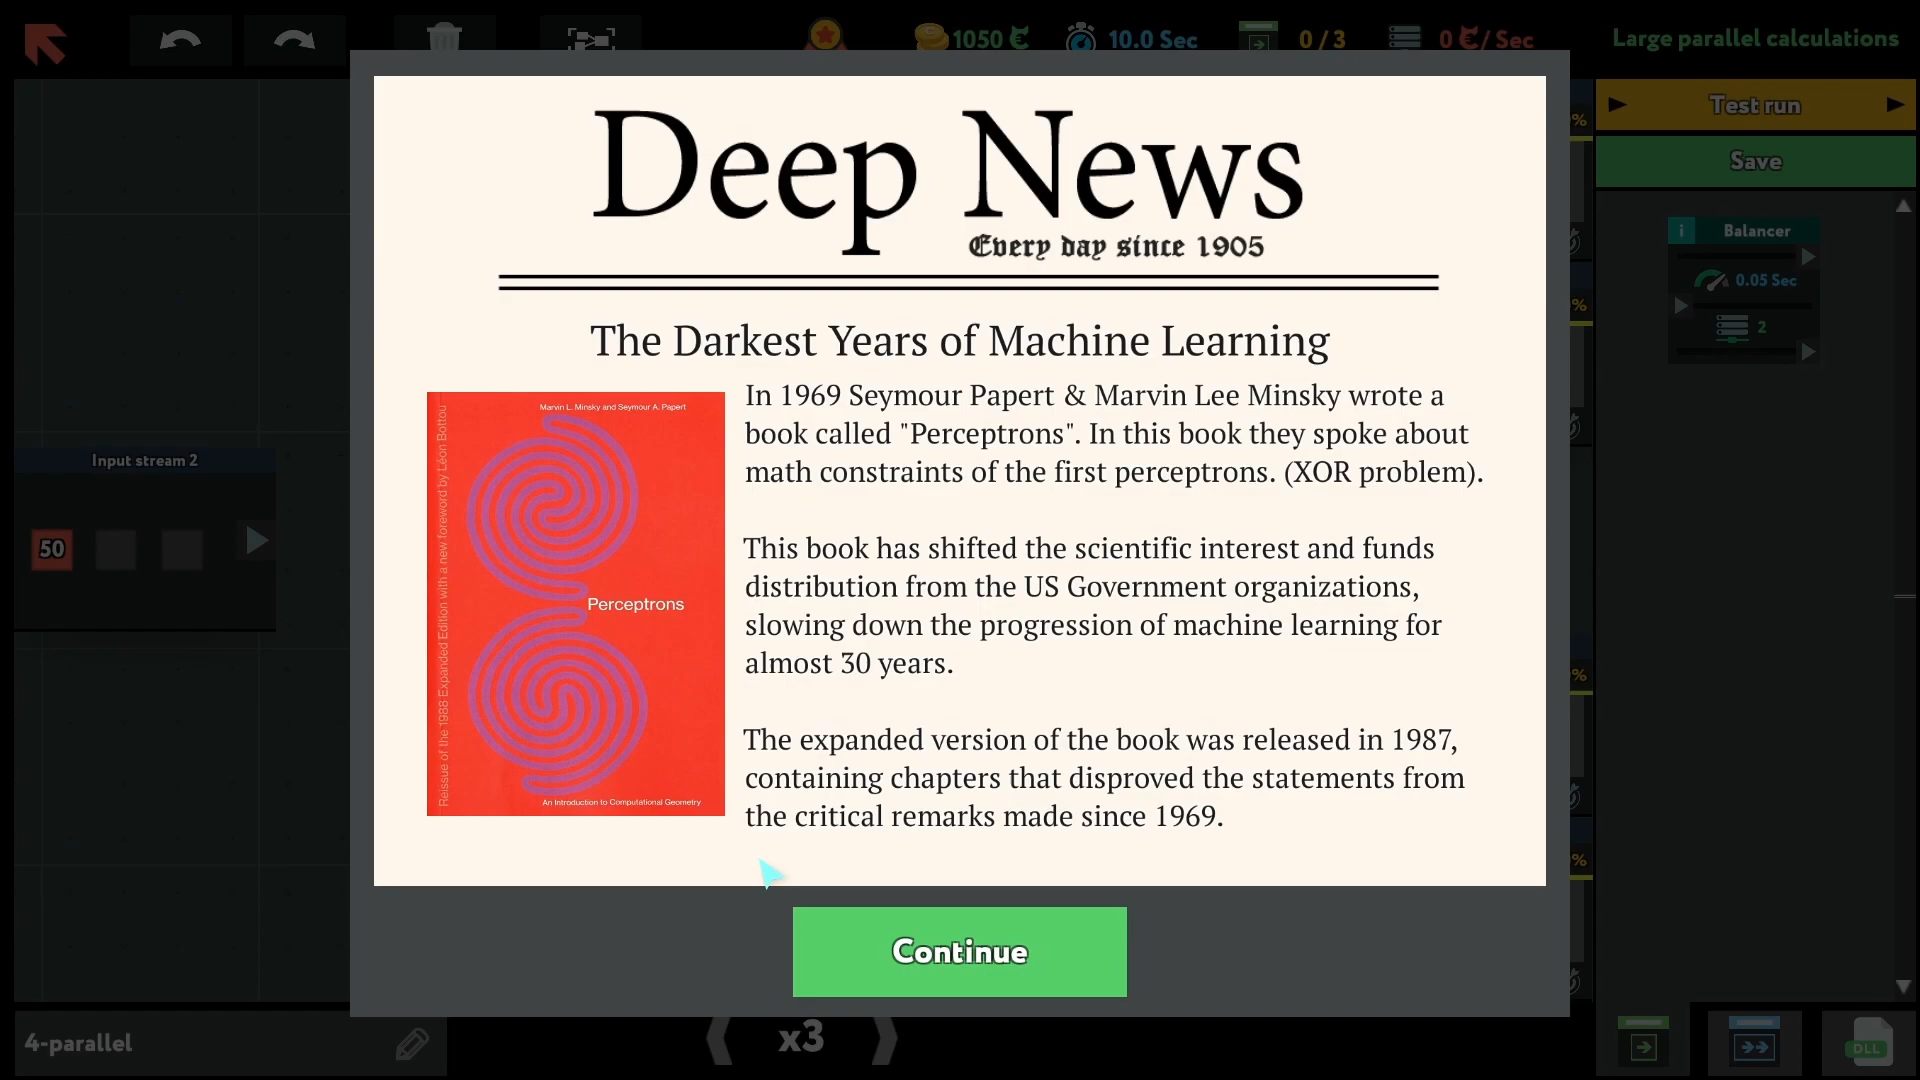 1050 €
10.0 Sec
0 / 3
0 €/ Sec
Large parallel calculations
Test run
Save
Deep News
Every day since 1905
The Darkest Years of Machine Learning
In 1969 Seymour Papert & Marvin Lee Minsky wrote a
book called "Perceptrons". In this book they spoke about
math constraints of the first perceptrons. (XOR problem).
This book has shifted the scientific interest and funds
distribution from the US Government organizations,
slowing down the progression of machine learning for
almost 30 years.
The expanded version of the book was released in 1987,
containing chapters that disproved the statements from
the critical remarks made since 1969.
Marvin L. Minsky and Seymour A. Papert
Reissue of the 1988 Expanded Edition with a new foreword by Léon Bottou
Perceptrons
An Introduction to Computational Geometry
Continue
Input stream 2
50
i
Balancer
0.05 Sec
2
%
%
%
%
4-parallel
x3
DLL